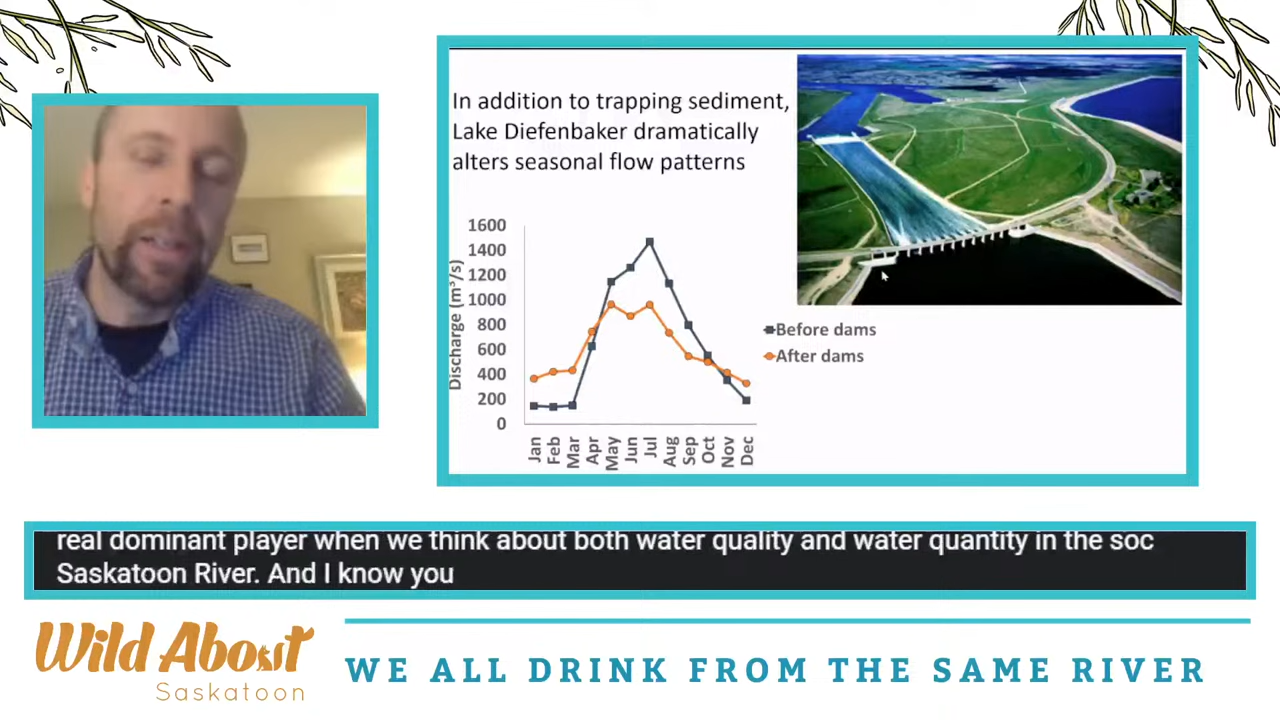 In addition to trapping sediment,
Lake Diefenbaker dramatically
alters seasonal flow patterns
1600
1400
1200
1000
800
600
400
200
0
Discharge (m³/s)
Jan
Feb
Mar
Apr
May
Jun
Jul
Aug
Sep
Oct
Nov
Dec
Before dams
After dams
real dominant player when we think about both water quality and water quantity in the soc
Saskatoon River. And I know you
Wild About
Saskatoon
WE ALL DRINK FROM THE SAME RIVER